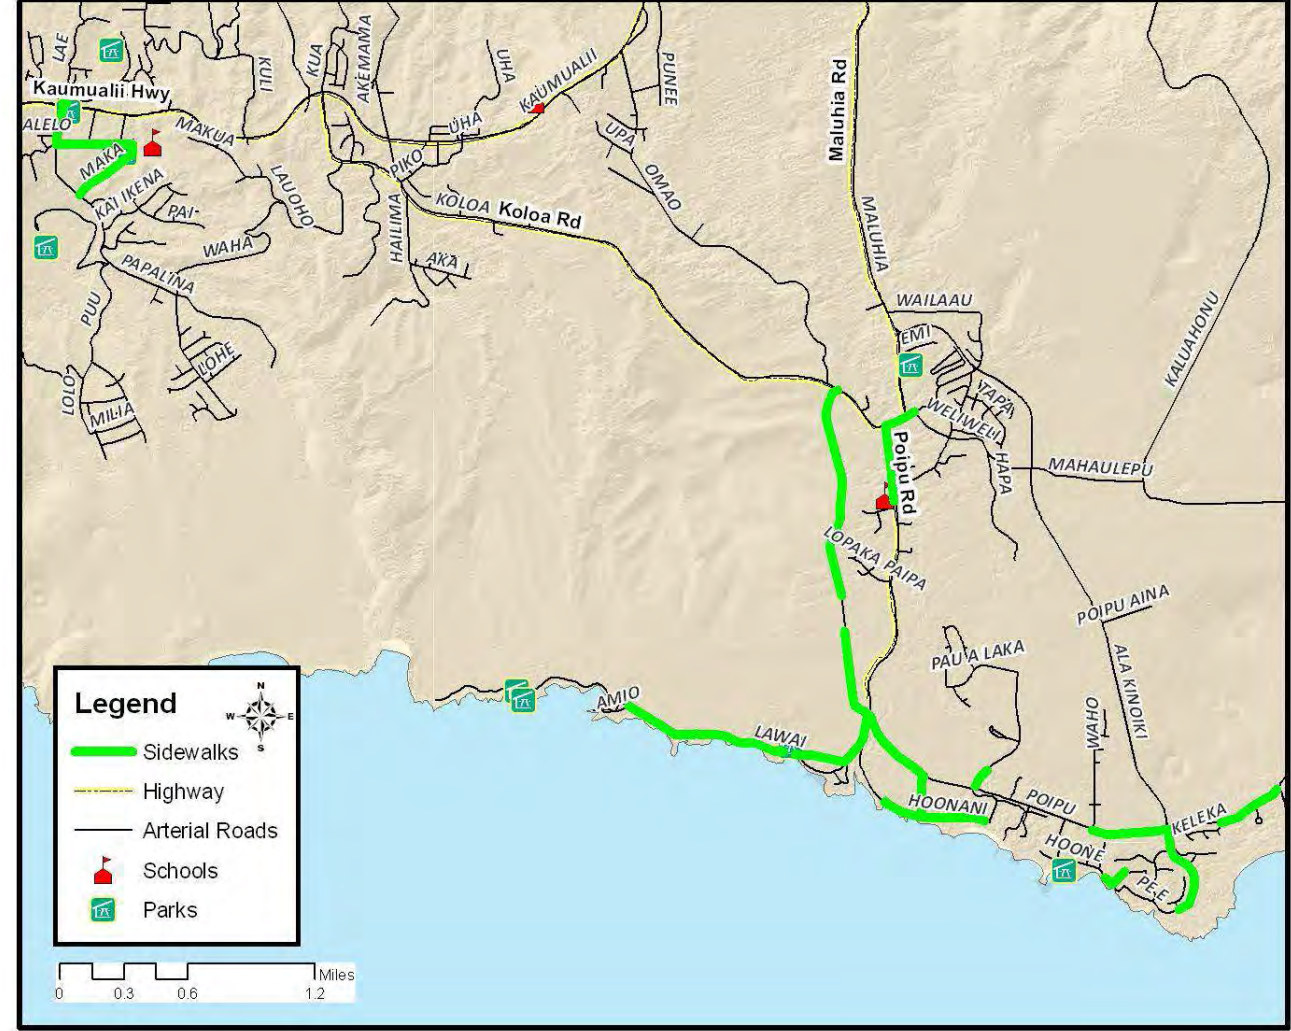 LAE
KUILI
KUA
AKEMAMA
UHA
KAUMUALII
PUNEE
Maluhia Rd
Kaumualii Hwy
ALELO
MAKUA
UHA
UPA
MAKA
PIKO
OMAO
KAI IKENA
LAUOHO
KOLOA
Koloa Rd
MALUHIA
PAI-
HAILIMA
WAHA
AKA
PAPALINA
WAILAAU
PUU
EMI
KALUAHONU
LOHE
LOLO
TAPA
MILIA
WELIWELI
Poipu Rd
HAPA
MAHAULEPU
LOPAKA PAIPA
POIPU AINA
PAU A LAKA
ALA KINOIKI
AMIO
WAHO
LAWAI
HOONANI
POIPU
KELEKA
HOONE
PEE
Legend
N
W
E
S
Sidewalks
Highway
Arterial Roads
Schools
Parks
Miles
0 0.3 0.6 1.2